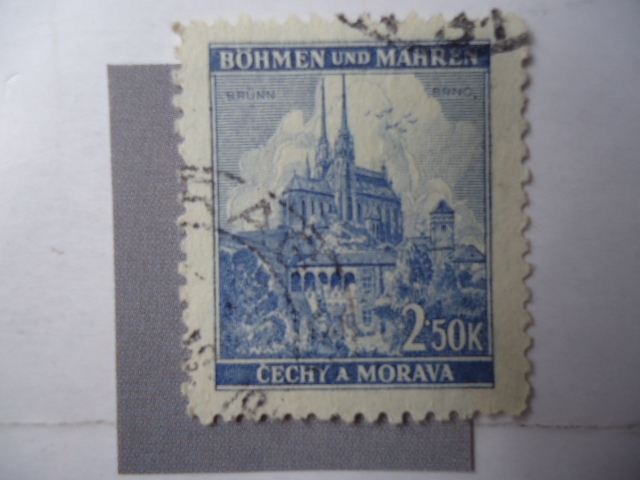 BÖHMEN UND MÄHREN
BRÜNN BRNO
2·50K
ČECHY A MORAVA